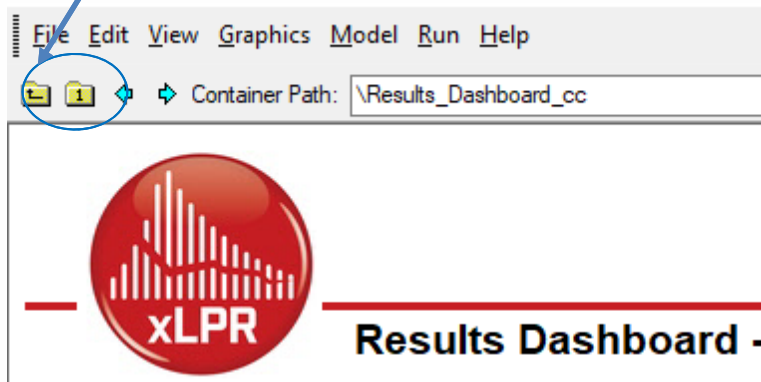 File Edit View Graphics Model Run Help
1 Container Path: \Results_Dashboard_cc
xLPR
Results Dashboard -